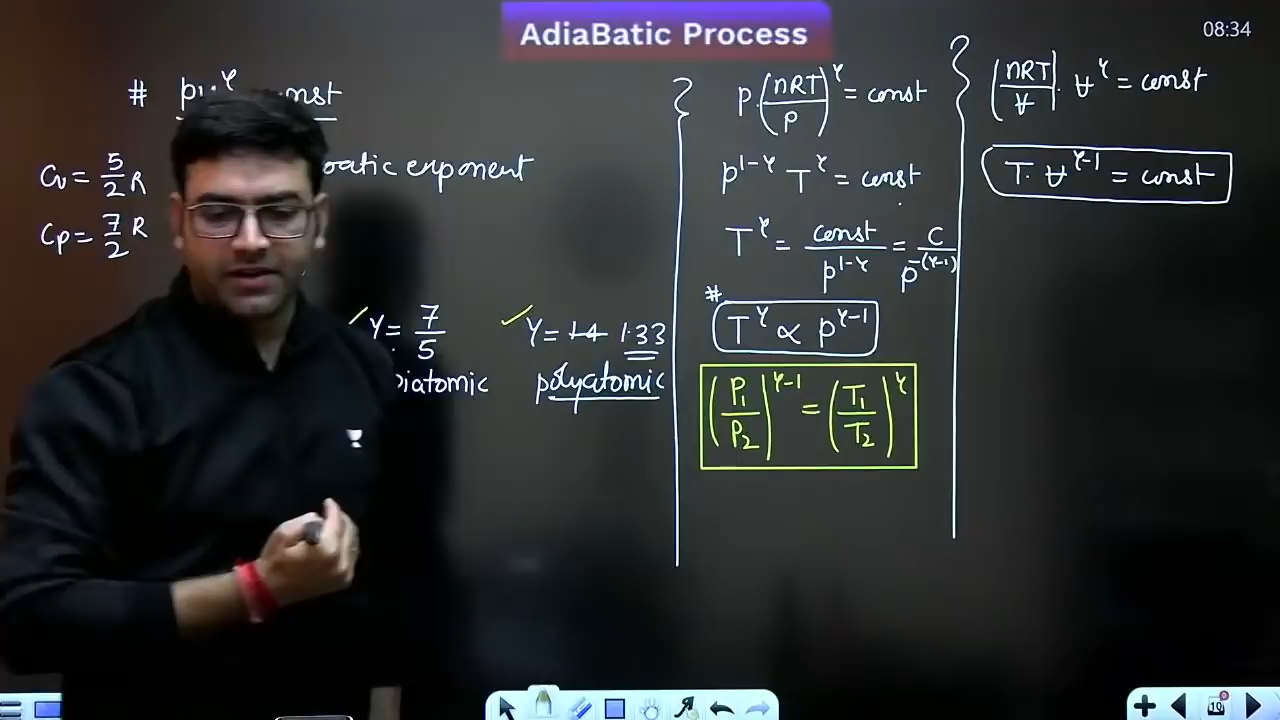 AdiaBatic Process
08:34
# pv^γ = const
Cv = 5/2 R
Cp = 7/2 R
batic exponent
γ = 7/5
iatomic
γ = 1.4 1.33
polyatomic
P.(nRT/P)^γ = const
P^1-γ T^γ = const
T^γ = const/P^1-γ = C/P^-(γ-1)
#
T^γ ∝ P^γ-1
(P1/P2)^γ-1 = (T1/T2)^γ
(nRT/V). V^γ = const
T. V^γ-1 = const
10